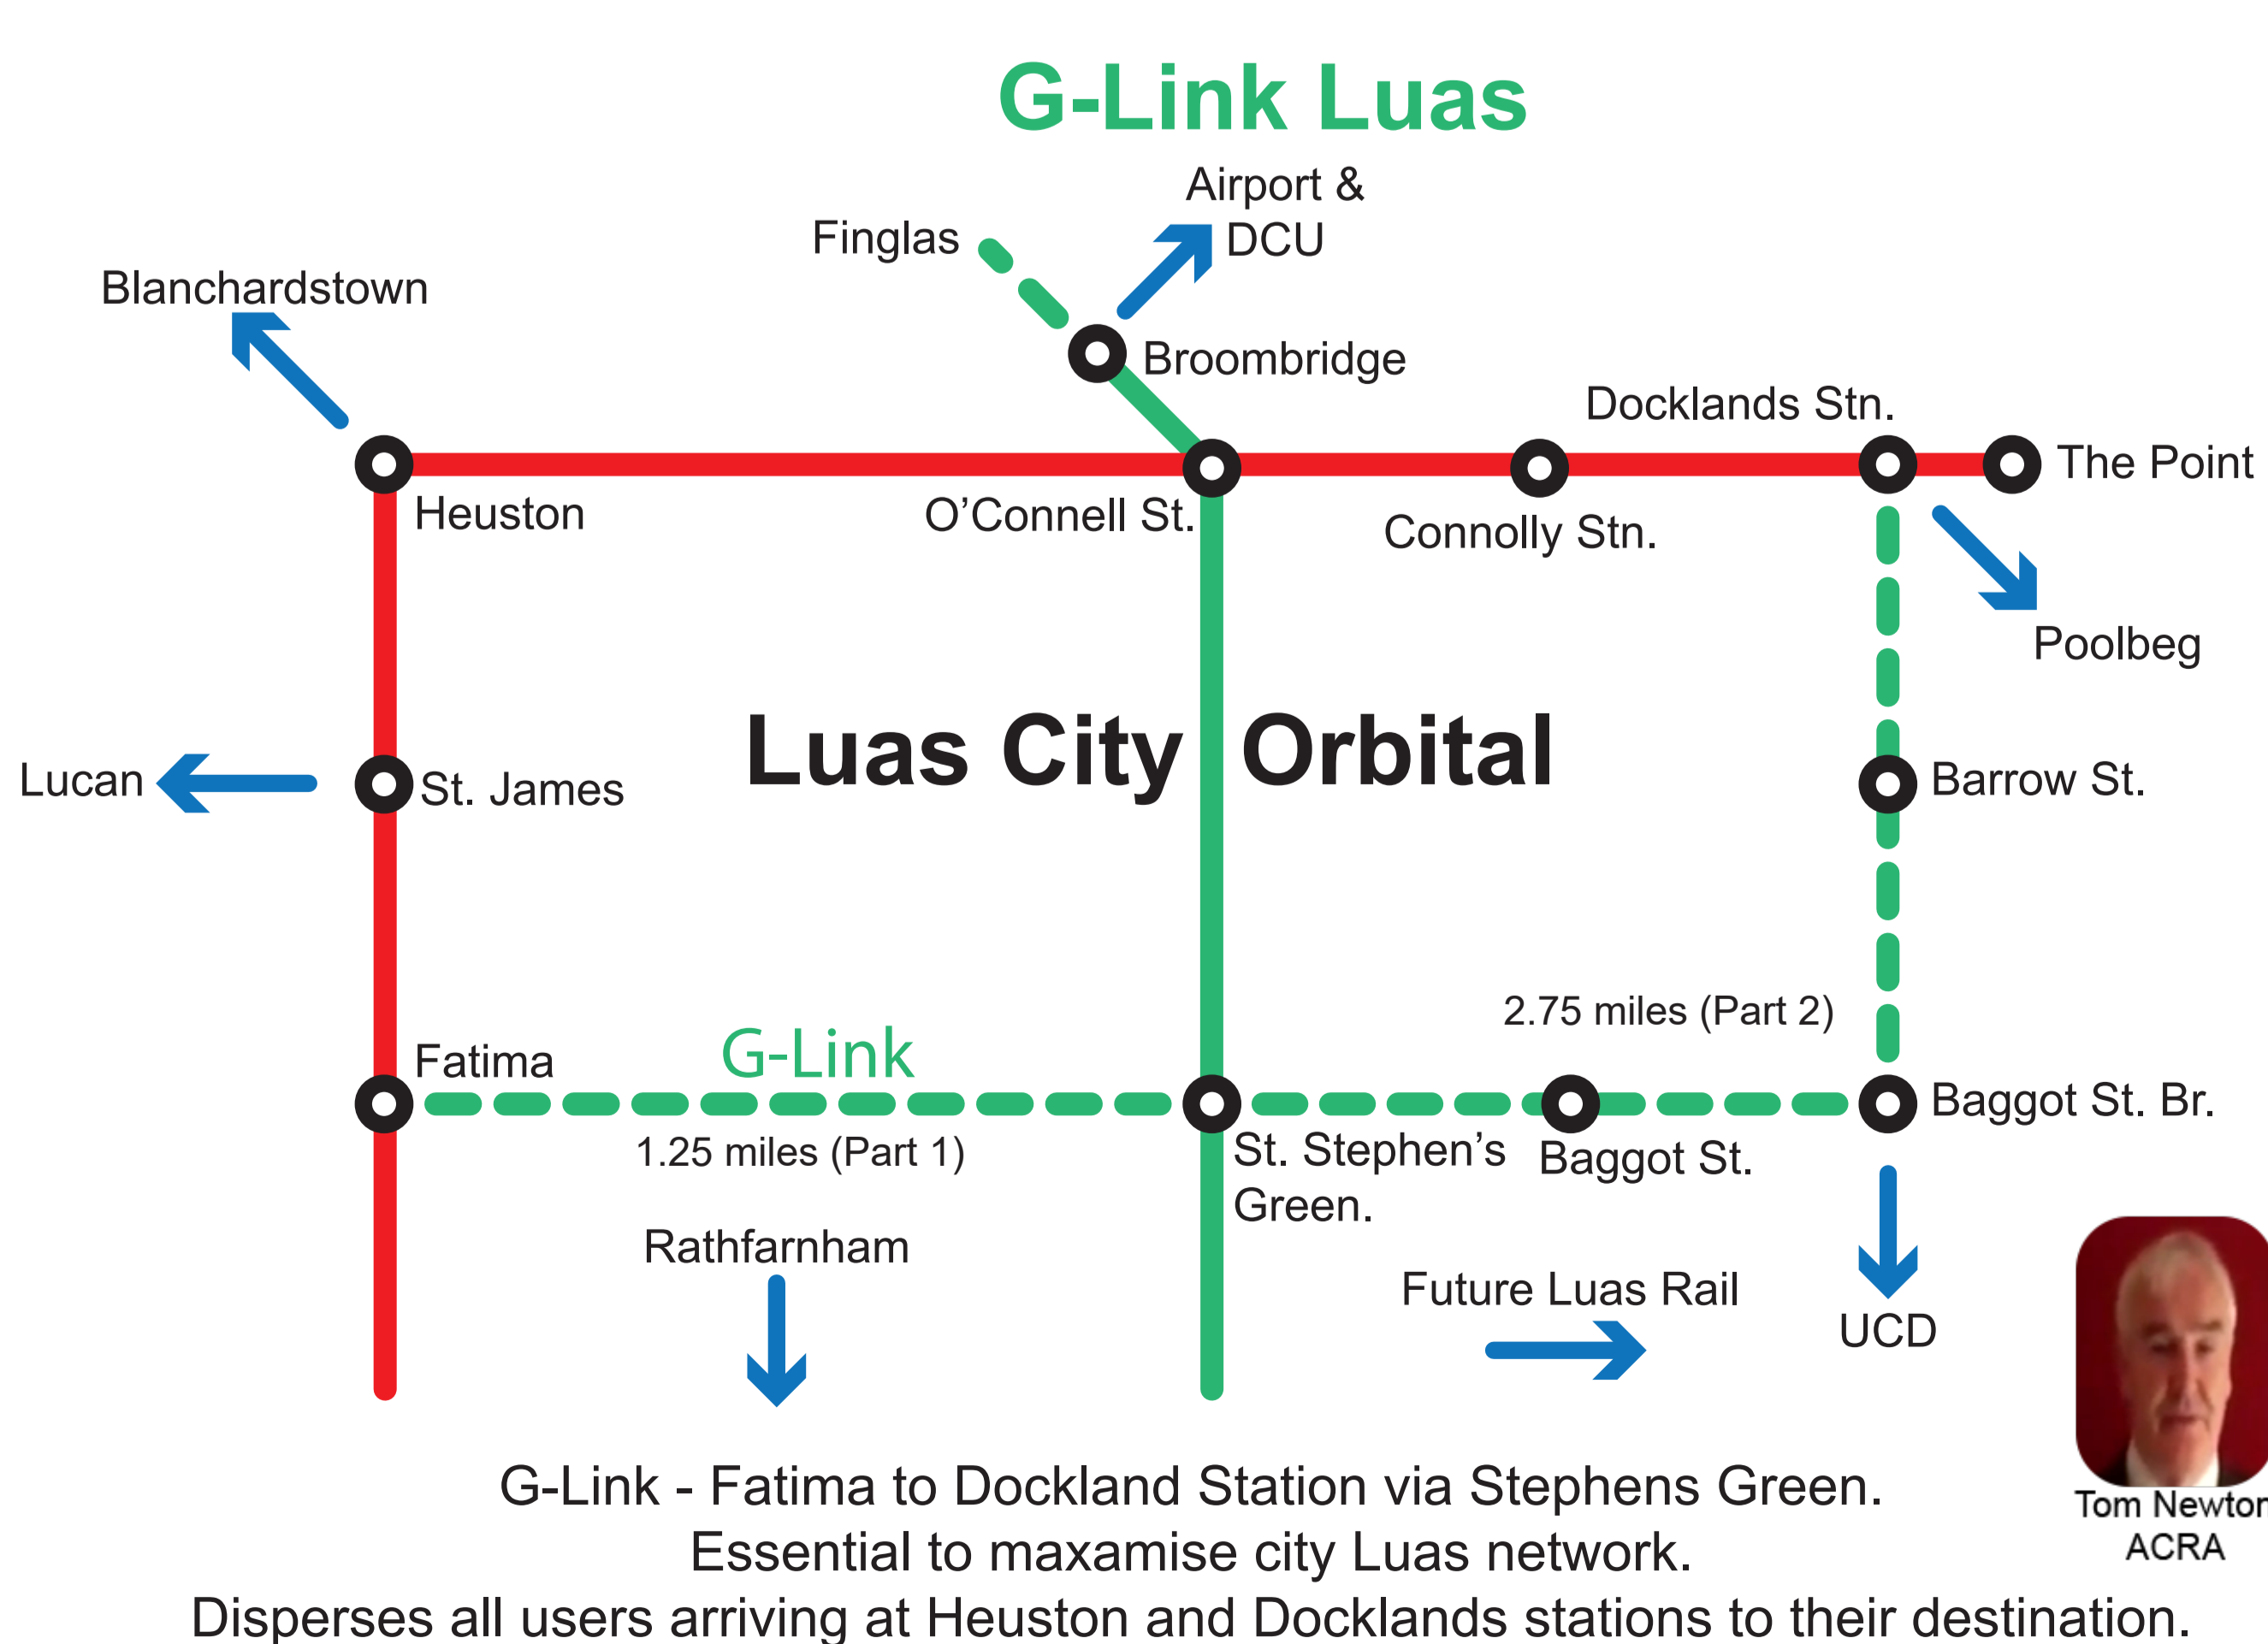 G-Link Luas
Airport &
DCU
Finglas
Blanchardstown
Broombridge
Docklands Stn.
The Point
Heuston
O’Connell St.
Connolly Stn.
Poolbeg
Luas City Orbital
Lucan
St. James
Barrow St.
2.75 miles (Part 2)
Fatima
G-Link
Baggot St. Br.
1.25 miles (Part 1)
St. Stephen’s
Green.
Baggot St.
Rathfarnham
Future Luas Rail
UCD
G-Link - Fatima to Dockland Station via Stephens Green.
Essential to maxamise city Luas network.
Disperses all users arriving at Heuston and Docklands stations to their destination.
Tom Newton
ACRA